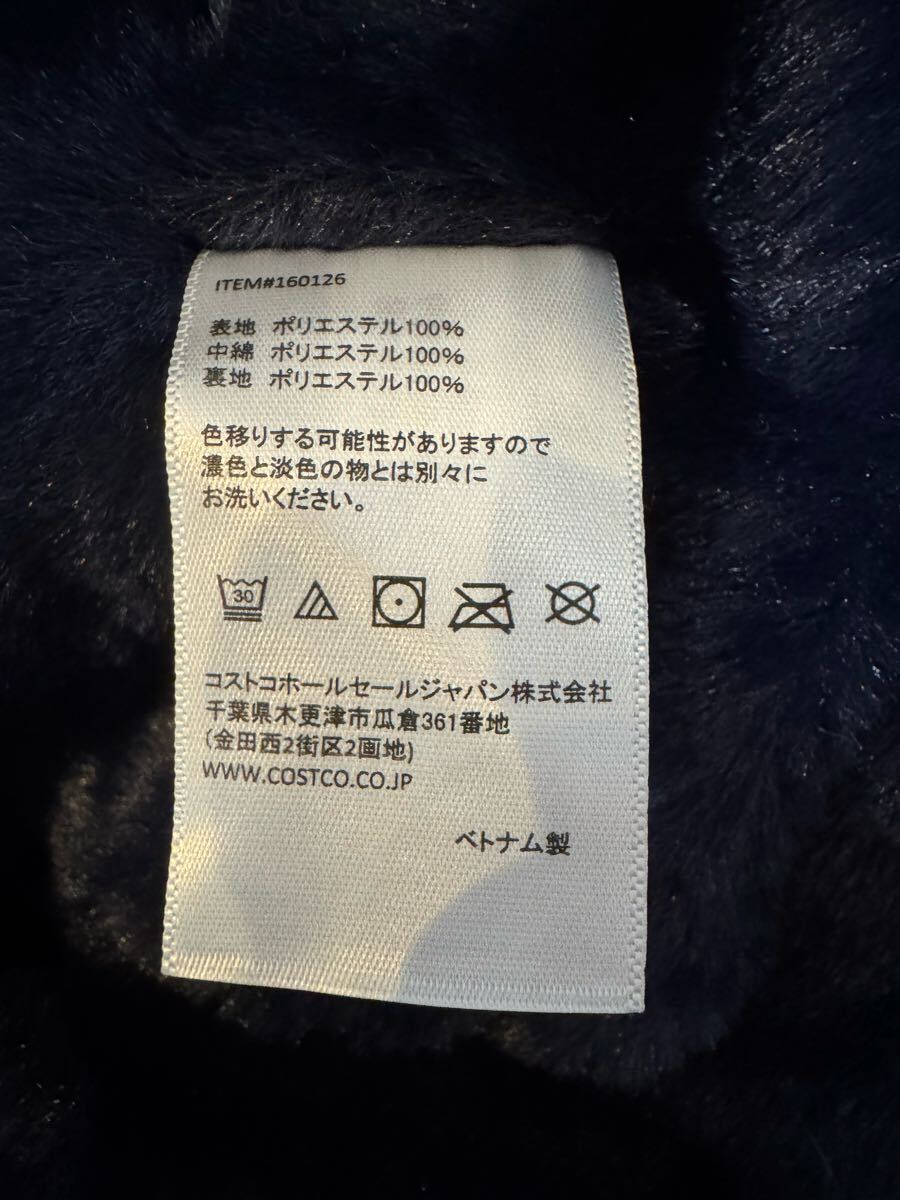 ITEM#160126
表地 ポリエステル100%
中綿 ポリエステル100%
裏地 ポリエステル100%
色移りする可能性がありますので
濃色と淡色の物とは別々に
お洗いください。
30
コストコホールセールジャパン株式会社
千葉県木更津市瓜倉361番地
(金田西2街区2画地)
WWW.COSTCO.CO.JP
ベトナム製